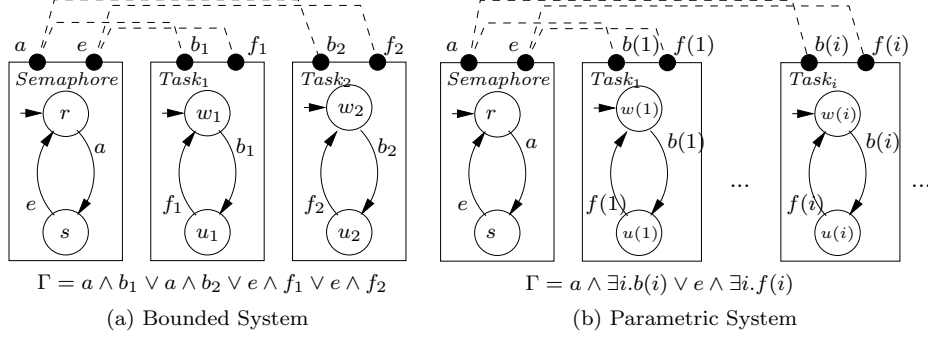 a e b₁ f₁ b₂ f₂ a e b(1) f(1) b(i) f(i)
Semaphore Task₁ Task₂ Semaphore Task₁ Taskᵢ
r w₁ w₂ r w(1) w(i)
a b₁ b₂ a b(1) b(i)
... ...
e f₁ f₂ e f(1) f(i)
s u₁ u₂ s u(1) u(i)
Γ = a ∧ b₁ ∨ a ∧ b₂ ∨ e ∧ f₁ ∨ e ∧ f₂ Γ = a ∧ ∃i.b(i) ∨ e ∧ ∃i.f(i)
(a) Bounded System (b) Parametric System